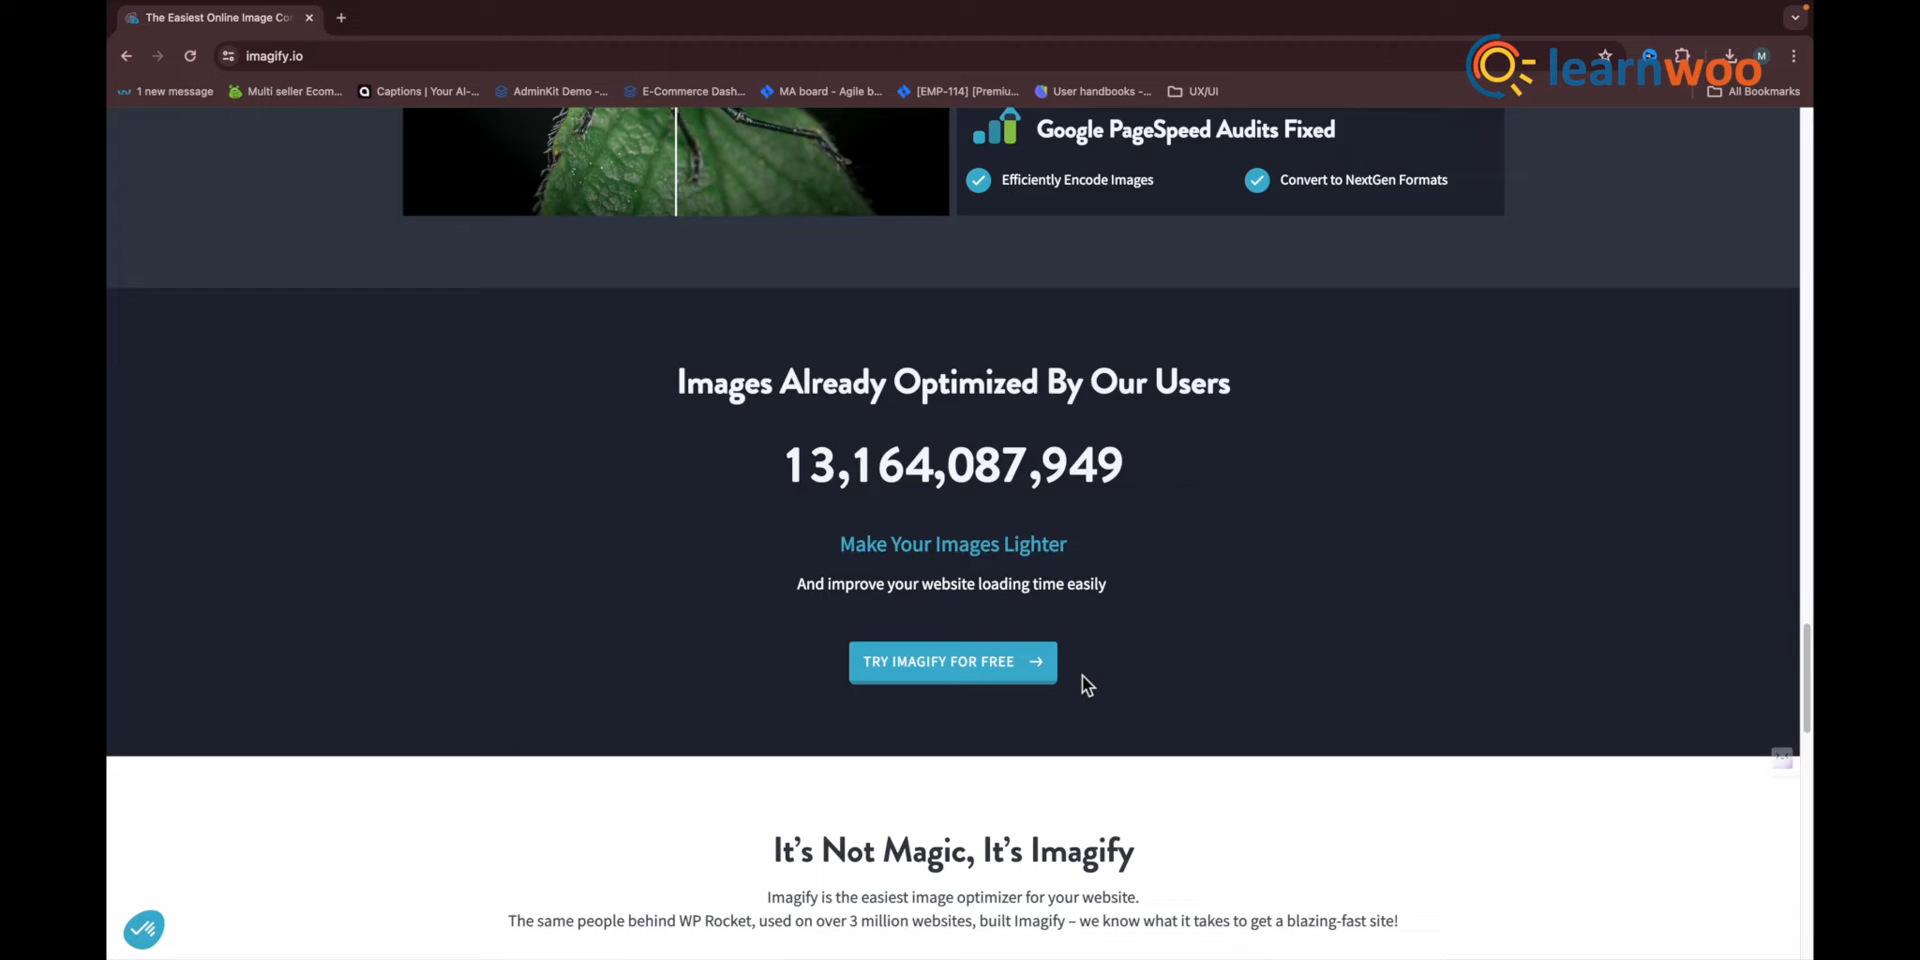 The Easiest Online Image Co
imagify.io
learnwoo
M
1 new message
Multi seller Ecom...
Captions | Your AI-...
AdminKit Demo -...
E-Commerce Dash...
MA board - Agile b...
[EMP-114] [Premiu...
User handbooks -...
UX/UI
All Bookmarks
Google PageSpeed Audits Fixed
Efficiently Encode Images
Convert to NextGen Formats
Images Already Optimized By Our Users
13,164,087,949
Make Your Images Lighter
And improve your website loading time easily
TRY IMAGIFY FOR FREE →
It's Not Magic, It's Imagify
Imagify is the easiest image optimizer for your website.
The same people behind WP Rocket, used on over 3 million websites, built Imagify – we know what it takes to get a blazing-fast site!